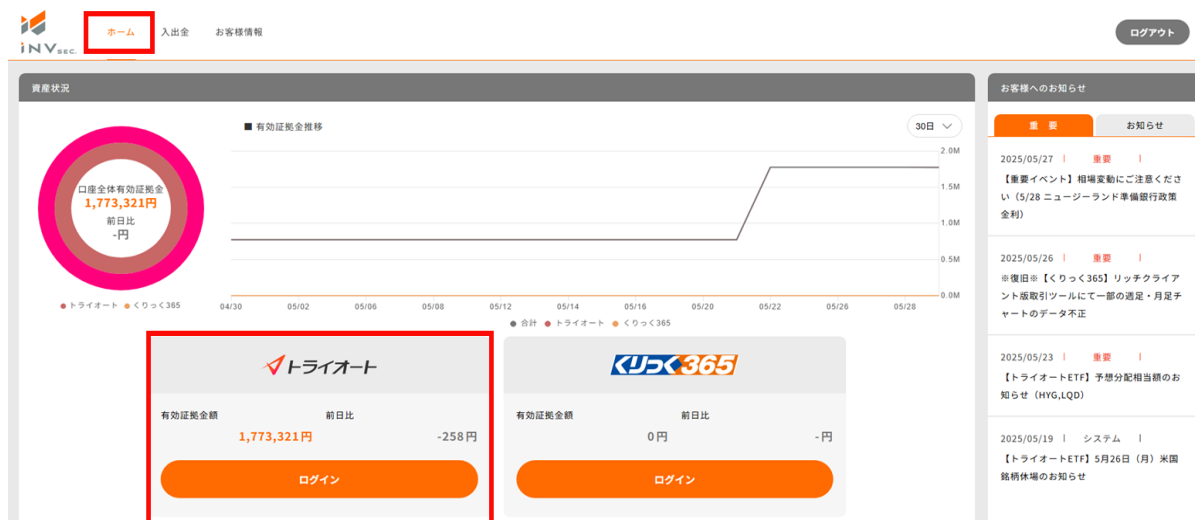 iNV SEC.
ホーム 入出金 お客様情報
ログアウト
資産状況
口座全体有効証拠金
1,773,321円
前日比
-円
● トライオート ● くりっく365
■ 有効証拠金推移
30日
2.0M
1.5M
1.0M
0.5M
0.0M
04/30 05/02 05/06 05/08 05/12 05/14 05/16 05/20 05/22 05/26 05/28
● 合計 ● トライオート ● くりっく365
トライオート
有効証拠金額 前日比
1,773,321円 -258円
ログイン
くりっく365
有効証拠金額 前日比
0円 -円
ログイン
お客様へのお知らせ
重 要 お知らせ
2025/05/27 | 重要 |
【重要イベント】相場変動にご注意くださ
い（5/28 ニュージーランド準備銀行政策
金利）
2025/05/26 | 重要 |
※復旧※【くりっく365】リッチクライア
ント版取引ツールにて一部の週足・月足チ
ャートのデータ不正
2025/05/23 | 重要 |
【トライオートETF】予想分配相当額のお
知らせ（HYG,LQD）
2025/05/19 | システム |
【トライオートETF】5月26日（月）米国
銘柄休場のお知らせ